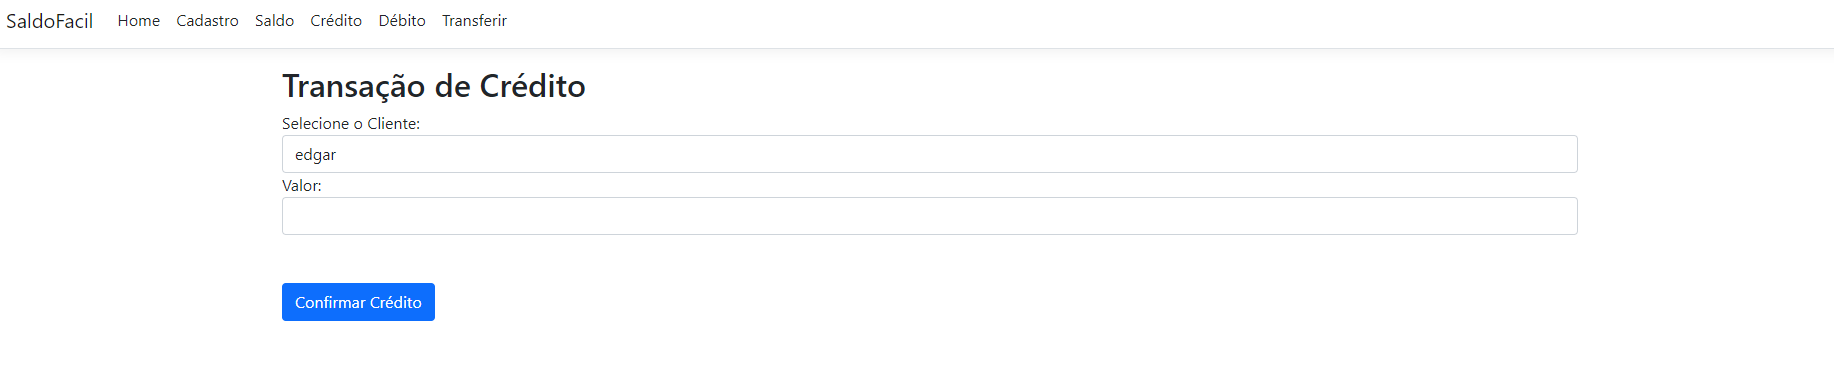 SaldoFacil Home Cadastro Saldo Crédito Débito Transferir
Transação de Crédito
Selecione o Cliente:
edgar
Valor:
Confirmar Crédito